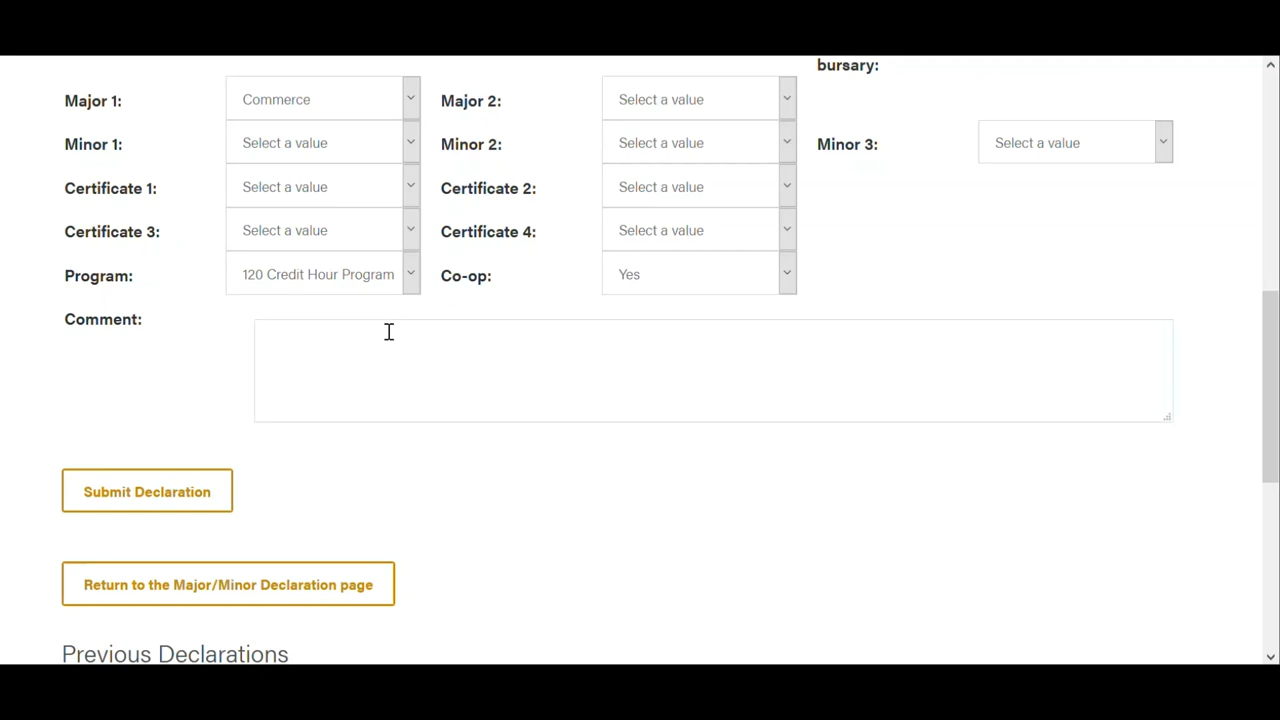 bursary:
Major 1: Commerce Major 2: Select a value
Minor 1: Select a value Minor 2: Select a value Minor 3: Select a value
Certificate 1: Select a value Certificate 2: Select a value
Certificate 3: Select a value Certificate 4: Select a value
Program: 120 Credit Hour Program Co-op: Yes
Comment:
Submit Declaration
Return to the Major/Minor Declaration page
Previous Declarations